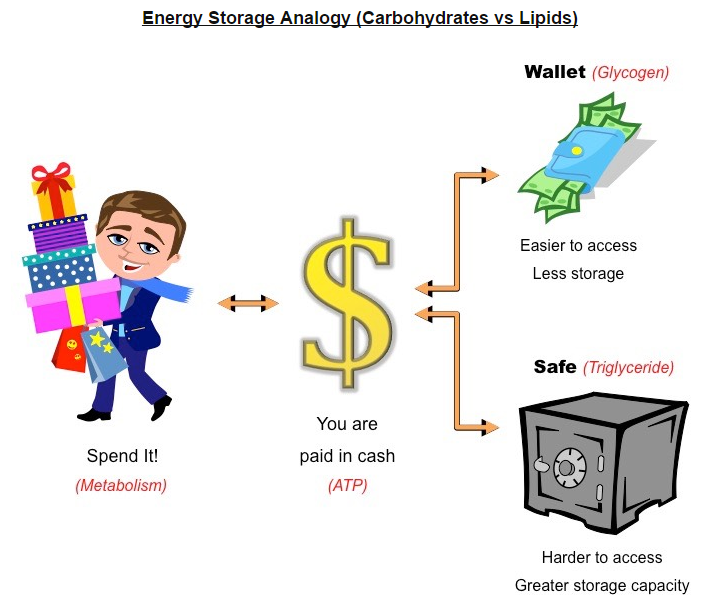 Energy Storage Analogy (Carbohydrates vs Lipids)
Wallet (Glycogen)
Easier to access
Less storage
Spend It!
(Metabolism)
$
You are
paid in cash
(ATP)
Safe (Triglyceride)
Harder to access
Greater storage capacity